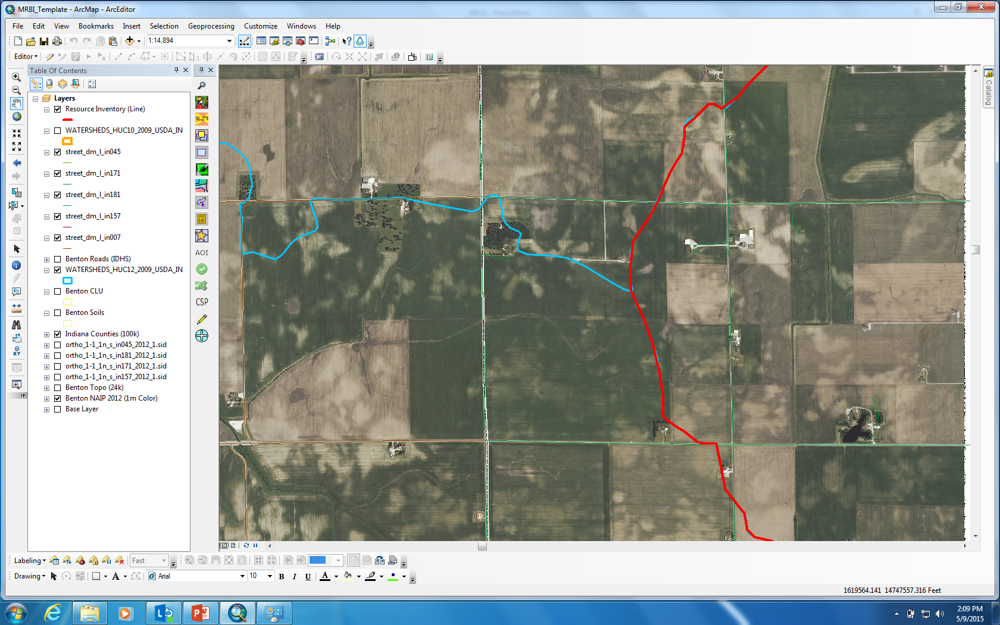 MRBI_Template - ArcMap - ArcEditor
File Edit View Bookmarks Insert Selection Geoprocessing Customize Windows Help
1:14,894
Editor
Table Of Contents
Layers
Resource Inventory (Line)
WATERSHEDS_HUC10_2009_USDA_IN
street_dm_l_in045
street_dm_l_in171
street_dm_l_in181
street_dm_l_in157
street_dm_l_in007
Benton Roads (IDHS)
WATERSHEDS_HUC12_2009_USDA_IN
Benton CLU
Benton Soils
Indiana Counties (100k)
ortho_1-1_1n_s_in045_2012_1.sid
ortho_1-1_1n_s_in181_2012_1.sid
ortho_1-1_1n_s_in171_2012_1.sid
ortho_1-1_1n_s_in157_2012_1.sid
Benton Topo (24k)
Benton NAIP 2012 (1m Color)
Base Layer
AOI
CSP
XY
Catalog
Labeling Fast 100%
Drawing A Arial 10 B I U A
1619564.141 14747557.316 Feet
2:09 PM
5/9/2015